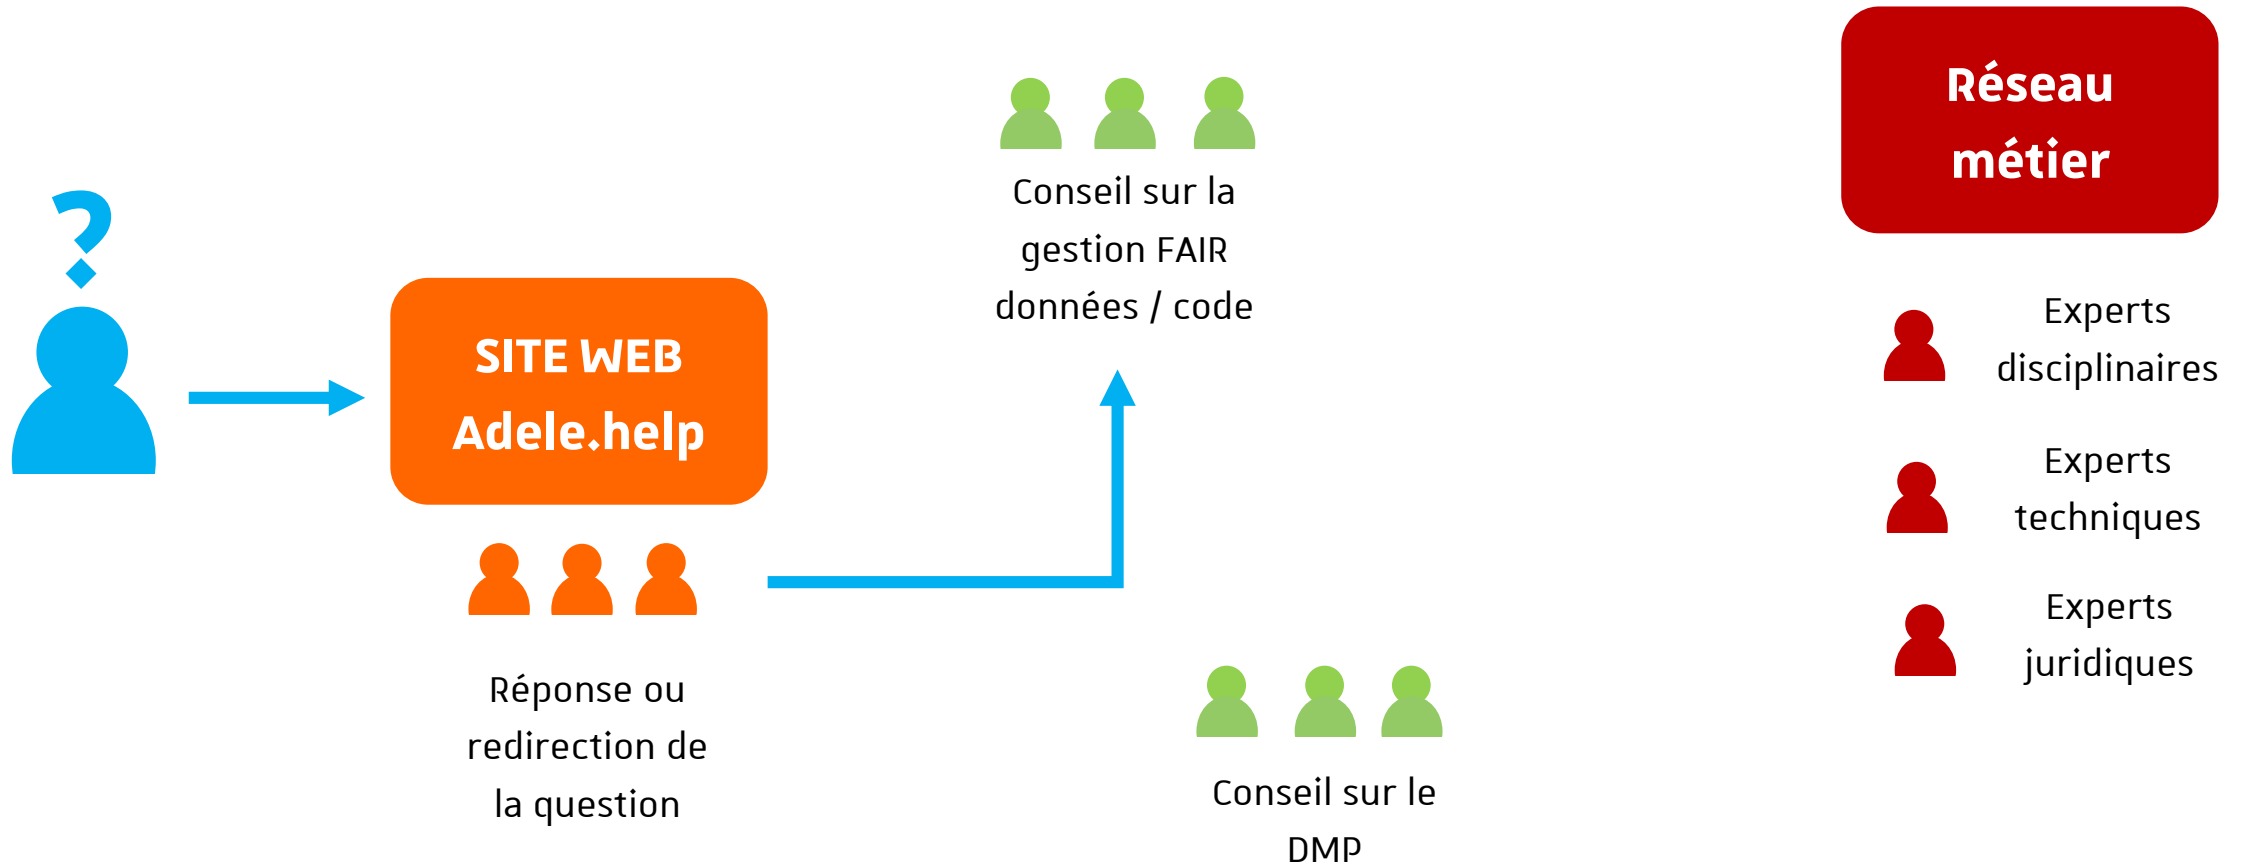 ?
SITE WEB
Adele.help
Réponse ou
redirection de
la question
Conseil sur la
gestion FAIR
données / code
Conseil sur le
DMP
Réseau
métier
Experts
disciplinaires
Experts
techniques
Experts
juridiques